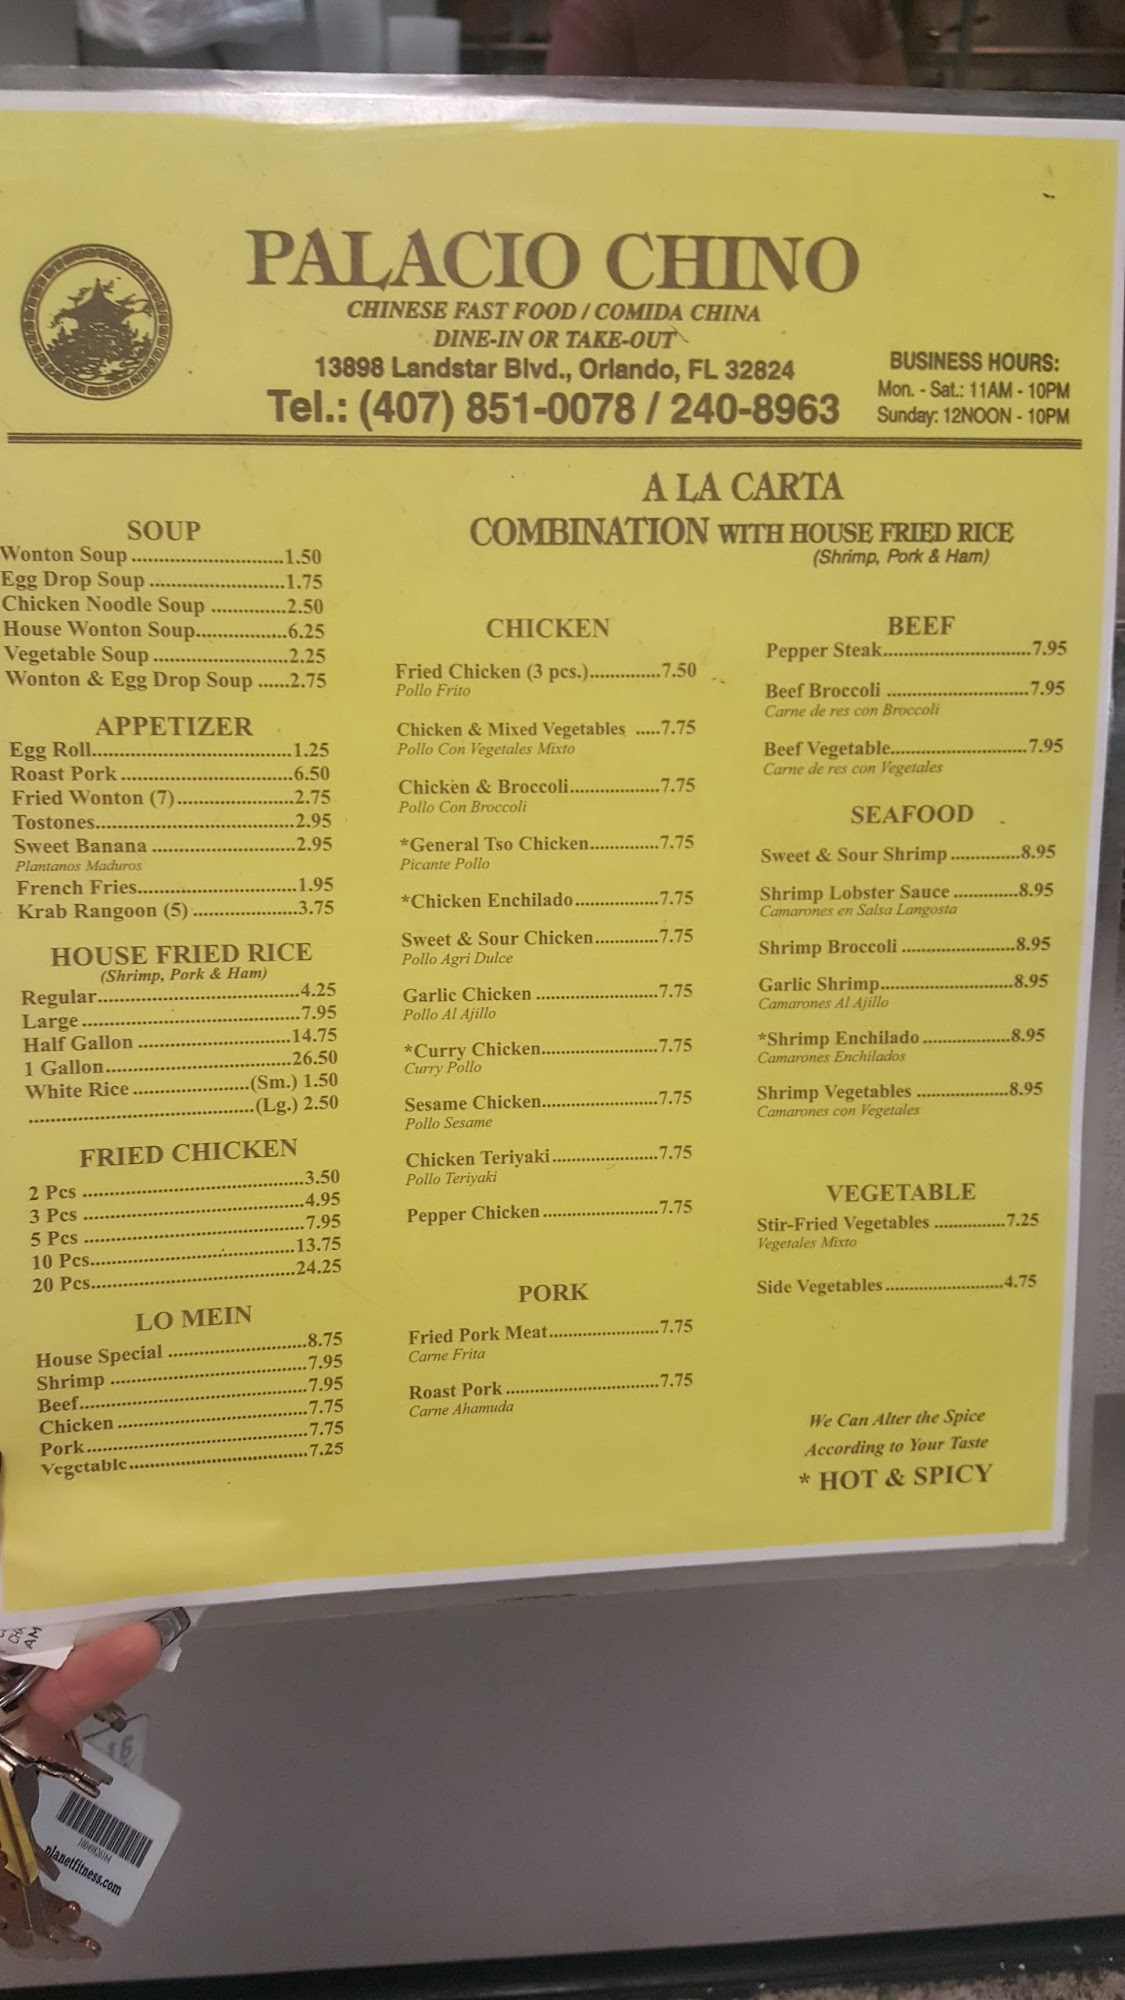 PALACIO CHINO
CHINESE FAST FOOD / COMIDA CHINA
DINE-IN OR TAKE-OUT
13898 Landstar Blvd., Orlando, FL 32824
Tel.: (407) 851-0078 / 240-8963
BUSINESS HOURS:
Mon. - Sat.: 11AM - 10PM
Sunday: 12NOON - 10PM
SOUP
Wonton Soup ............................1.50
Egg Drop Soup .........................1.75
Chicken Noodle Soup ..............2.50
House Wonton Soup.................6.25
Vegetable Soup .........................2.25
Wonton & Egg Drop Soup ......2.75
APPETIZER
Egg Roll.....................................1.25
Roast Pork ................................6.50
Fried Wonton (7)......................2.75
Tostones.....................................2.95
Sweet Banana ...........................2.95
Plantanos Maduros
French Fries..............................1.95
Krab Rangoon (5) ....................3.75
HOUSE FRIED RICE
(Shrimp, Pork & Ham)
Regular......................................4.25
Large .........................................7.95
Half Gallon ............................14.75
1 Gallon...................................26.50
White Rice ......................(Sm.) 1.50
..........................................(Lg.) 2.50
FRIED CHICKEN
2 Pcs .........................................3.50
3 Pcs .........................................4.95
5 Pcs .........................................7.95
10 Pcs......................................13.75
20 Pcs......................................24.25
LO MEIN
House Special ..........................8.75
Shrimp .....................................7.95
Beef...........................................7.95
Chicken ...................................7.75
Pork..........................................7.75
Vegetable.................................7.25
A LA CARTA
COMBINATION WITH HOUSE FRIED RICE
(Shrimp, Pork & Ham)
CHICKEN
Fried Chicken (3 pcs.)..............7.50
Pollo Frito
Chicken & Mixed Vegetables .....7.75
Pollo Con Vegetales Mixto
Chicken & Broccoli..................7.75
Pollo Con Broccoli
*General Tso Chicken..............7.75
Picante Pollo
*Chicken Enchilado.................7.75
Sweet & Sour Chicken.............7.75
Pollo Agri Dulce
Garlic Chicken ........................7.75
Pollo Al Ajillo
*Curry Chicken.......................7.75
Curry Pollo
Sesame Chicken.......................7.75
Pollo Sesame
Chicken Teriyaki.....................7.75
Pollo Teriyaki
Pepper Chicken .......................7.75
PORK
Fried Pork Meat......................7.75
Carne Frita
Roast Pork ...............................7.75
Carne Ahamuda
BEEF
Pepper Steak.............................7.95
Beef Broccoli ............................7.95
Carne de res con Broccoli
Beef Vegetable...........................7.95
Carne de res con Vegetales
SEAFOOD
Sweet & Sour Shrimp..............8.95
Shrimp Lobster Sauce .............8.95
Camarones en Salsa Langosta
Shrimp Broccoli .......................8.95
Garlic Shrimp...........................8.95
Camarones Al Ajillo
*Shrimp Enchilado..................8.95
Camarones Enchilados
Shrimp Vegetables ...................8.95
Camarones con Vegetales
VEGETABLE
Stir-Fried Vegetables ..............7.25
Vegetales Mixto
Side Vegetables ........................4.75
We Can Alter the Spice
According to Your Taste
* HOT & SPICY
AM
16
planetfitness.com